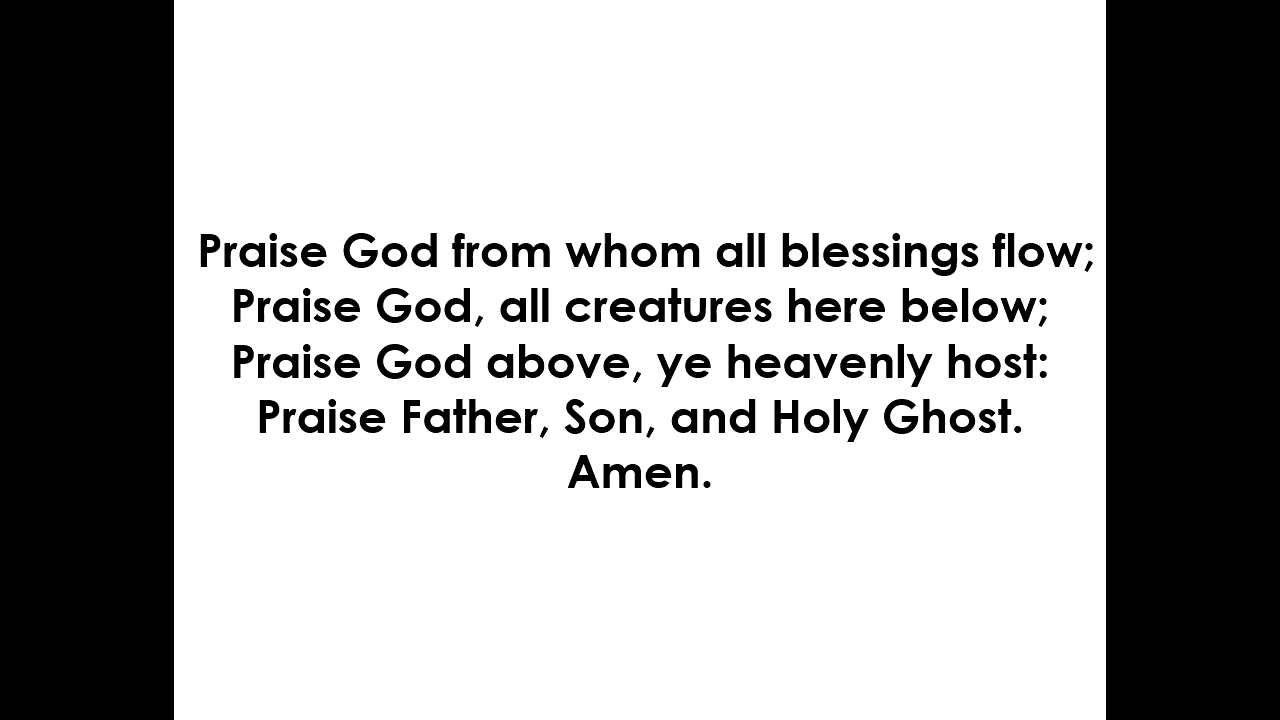 Praise God from whom all blessings flow;
Praise God, all creatures here below;
Praise God above, ye heavenly host:
Praise Father, Son, and Holy Ghost.
Amen.